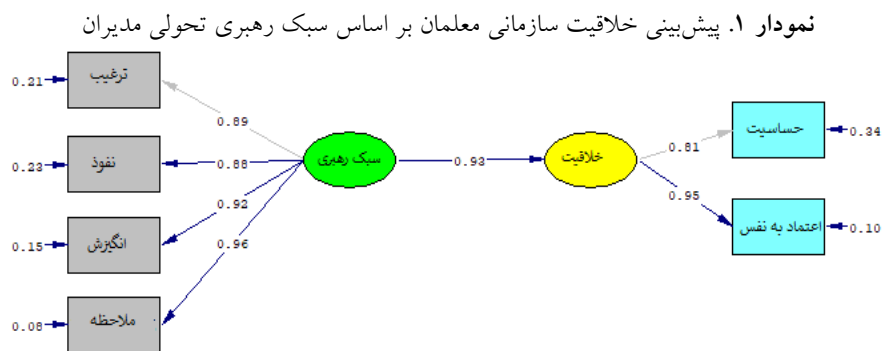 نمودار ۱. پیش‌بینی خلاقیت سازمانی معلمان بر اساس سبک رهبری تحولی مدیران
0.21
ترغیب
0.89
0.23
نفوذ
0.88
0.15
انگیزش
0.92
0.08
ملاحظه
0.96
سبک رهبری
0.93
خلاقیت
0.81
حساسیت
0.34
0.95
اعتماد به نفس
0.10